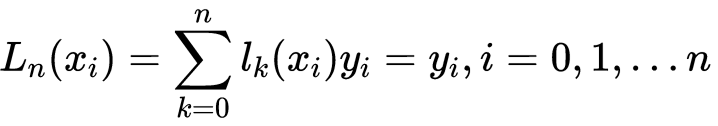 L_n(x_i) = \sum_{k=0}^{n} l_k(x_i)y_i = y_i, i = 0, 1, \ldots n